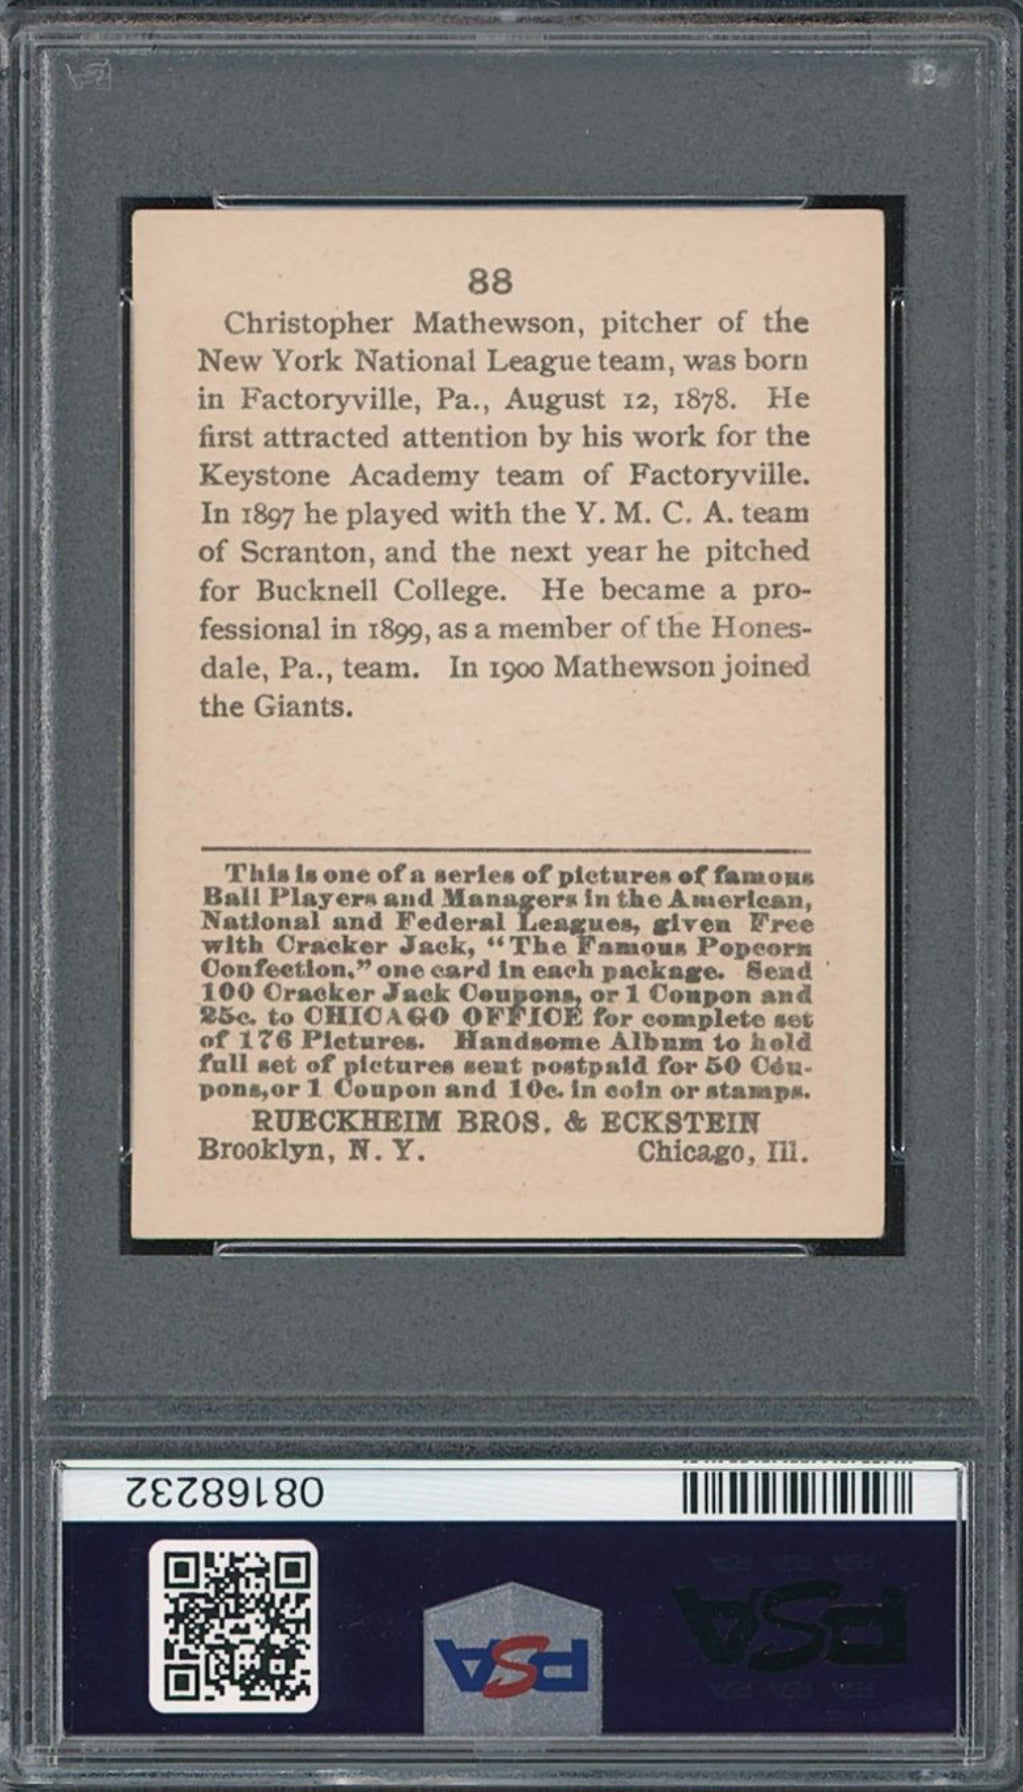 88
Christopher Mathewson, pitcher of the
New York National League team, was born
in Factoryville, Pa., August 12, 1878. He
first attracted attention by his work for the
Keystone Academy team of Factoryville.
In 1897 he played with the Y. M. C. A. team
of Scranton, and the next year he pitched
for Bucknell College. He became a pro-
fessional in 1899, as a member of the Hones-
dale, Pa., team. In 1900 Mathewson joined
the Giants.
This is one of a series of pictures of famous
Ball Players and Managers in the American,
National and Federal Leagues, given Free
with Cracker Jack, “The Famous Popcorn
Confection,” one card in each package. Send
100 Cracker Jack Coupons, or 1 Coupon and
25c. to CHICAGO OFFICE for complete set
of 176 Pictures. Handsome Album to hold
full set of pictures sent postpaid for 50 Cou-
pons, or 1 Coupon and 10c. in coin or stamps.
RUECKHEIM BROS. & ECKSTEIN
Brooklyn, N. Y. Chicago, Ill.
08168232
PSA
PSA